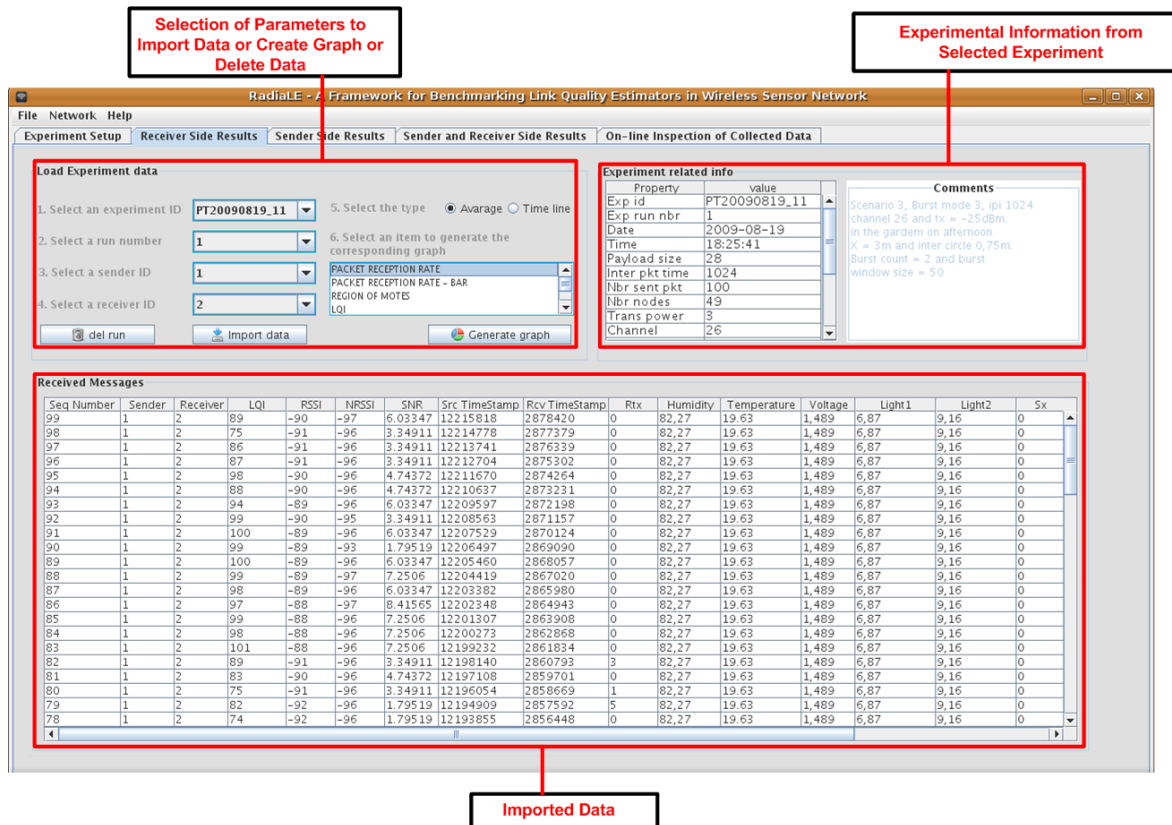 Selection of Parameters to
Import Data or Create Graph or
Delete Data
Experimental Information from
Selected Experiment
RadiaLE - A Framework for Benchmarking Link Quality Estimators in Wireless Sensor Network
File Network Help
Experiment Setup Receiver Side Results Sender Side Results Sender and Receiver Side Results On-line Inspection of Collected Data
Load Experiment data
1. Select an experiment ID PT20090819_11
2. Select a run number 1
3. Select a sender ID 1
4. Select a receiver ID 2
5. Select the type Avarage Time line
6. Select an item to generate the
corresponding graph
PACKET RECEPTION RATE
PACKET RECEPTION RATE - BAR
REGION OF MOTES
LQI
del run Import data Generate graph
Experiment related info
Property value
Exp id PT20090819_11
Exp run nbr 1
Date 2009-08-19
Time 18:25:41
Payload size 28
Inter pkt time 1024
Nbr sent pkt 100
Nbr nodes 49
Trans power 3
Channel 26
Comments
Scenario 3, Burst mode 3, ipi 1024
channel 26 and tx = -25dBm.
in the gardem on afternoon.
X = 3m and inter circle 0,75m.
Burst count = 2 and burst
window size = 50
Received Messages
Seq Number Sender Receiver LQI RSSI NRSSI SNR Src TimeStamp Rcv TimeStamp Rtx Humidity Temperature Voltage Light1 Light2 Sx
99 1 2 89 -90 -97 6.03347 12215818 2878420 0 82,27 19.63 1,489 6,87 9,16 0
98 1 2 75 -91 -96 3.34911 12214778 2877379 0 82,27 19.63 1,489 6,87 9,16 0
97 1 2 86 -91 -96 3.34911 12213741 2876339 0 82,27 19.63 1,489 6,87 9,16 0
96 1 2 87 -91 -96 3.34911 12212704 2875302 0 82,27 19.63 1,489 6,87 9,16 0
95 1 2 98 -90 -96 4.74372 12211670 2874264 0 82,27 19.63 1,489 6,87 9,16 0
94 1 2 88 -90 -96 4.74372 12210637 2873231 0 82,27 19.63 1,489 6,87 9,16 0
93 1 2 94 -89 -96 6.03347 12209597 2872198 0 82,27 19.63 1,489 6,87 9,16 0
92 1 2 99 -90 -95 3.34911 12208563 2871157 0 82,27 19.63 1,489 6,87 9,16 0
91 1 2 100 -89 -96 6.03347 12207529 2870124 0 82,27 19.63 1,489 6,87 9,16 0
90 1 2 99 -89 -93 1.79519 12206497 2869090 0 82,27 19.63 1,489 6,87 9,16 0
89 1 2 100 -89 -96 6.03347 12205460 2868057 0 82,27 19.63 1,489 6,87 9,16 0
88 1 2 99 -89 -97 7.2506 12204419 2867020 0 82,27 19.63 1,489 6,87 9,16 0
87 1 2 98 -89 -96 6.03347 12203382 2865980 0 82,27 19.63 1,489 6,87 9,16 0
86 1 2 97 -88 -97 8.41565 12202348 2864943 0 82,27 19.63 1,489 6,87 9,16 0
85 1 2 99 -88 -96 7.2506 12201307 2863908 0 82,27 19.63 1,489 6,87 9,16 0
84 1 2 98 -88 -96 7.2506 12200273 2862868 0 82,27 19.63 1,489 6,87 9,16 0
83 1 2 101 -88 -96 7.2506 12199232 2861834 0 82,27 19.63 1,489 6,87 9,16 0
82 1 2 89 -91 -96 3.34911 12198140 2860793 3 82,27 19.63 1,489 6,87 9,16 0
81 1 2 83 -90 -96 4.74372 12197108 2859701 0 82,27 19.63 1,489 6,87 9,16 0
80 1 2 75 -91 -96 3.34911 12196054 2858669 1 82,27 19.63 1,489 6,87 9,16 0
79 1 2 82 -92 -96 1.79519 12194909 2857592 5 82,27 19.63 1,489 6,87 9,16 0
78 1 2 74 -92 -96 1.79519 12193855 2856448 0 82,27 19.63 1,489 6,87 9,16 0
Imported Data